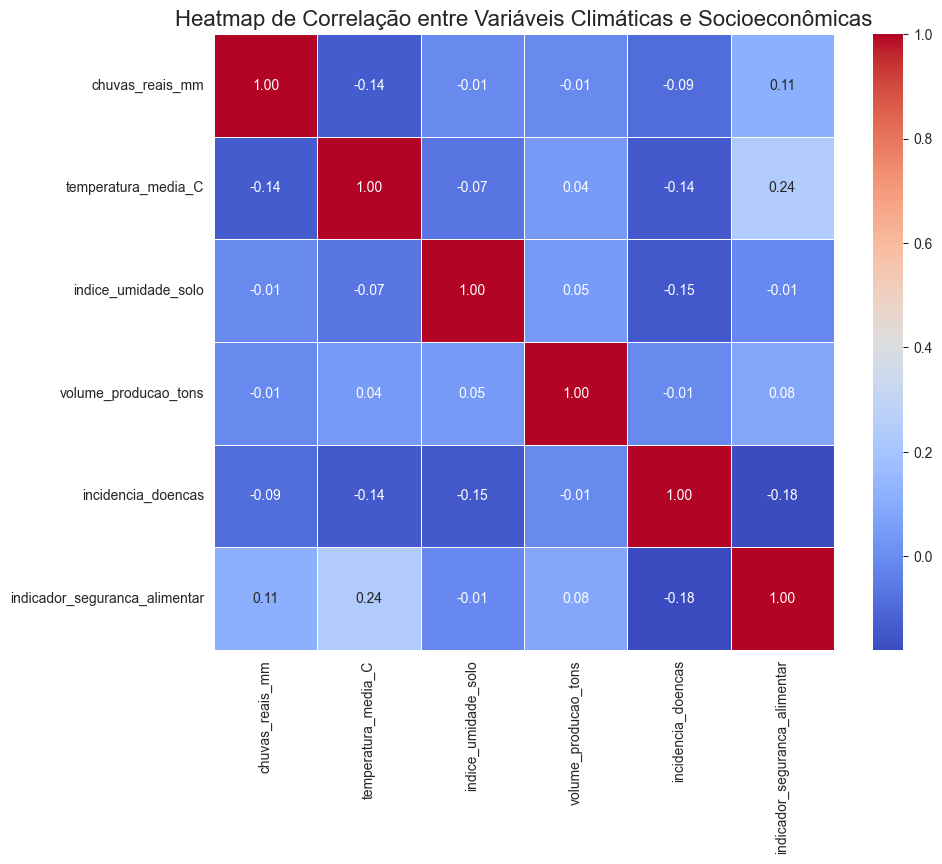 Heatmap de Correlação entre Variáveis Climáticas e Socioeconômicas
chuvas_reais_mm
1.00 -0.14 -0.01 -0.01 -0.09 0.11
temperatura_media_C
-0.14 1.00 -0.07 0.04 -0.14 0.24
indice_umidade_solo
-0.01 -0.07 1.00 0.05 -0.15 -0.01
volume_producao_tons
-0.01 0.04 0.05 1.00 -0.01 0.08
incidencia_doencas
-0.09 -0.14 -0.15 -0.01 1.00 -0.18
indicador_seguranca_alimentar
0.11 0.24 -0.01 0.08 -0.18 1.00
chuvas_reais_mm
temperatura_media_C
indice_umidade_solo
volume_producao_tons
incidencia_doencas
indicador_seguranca_alimentar
1.0
0.8
0.6
0.4
0.2
0.0